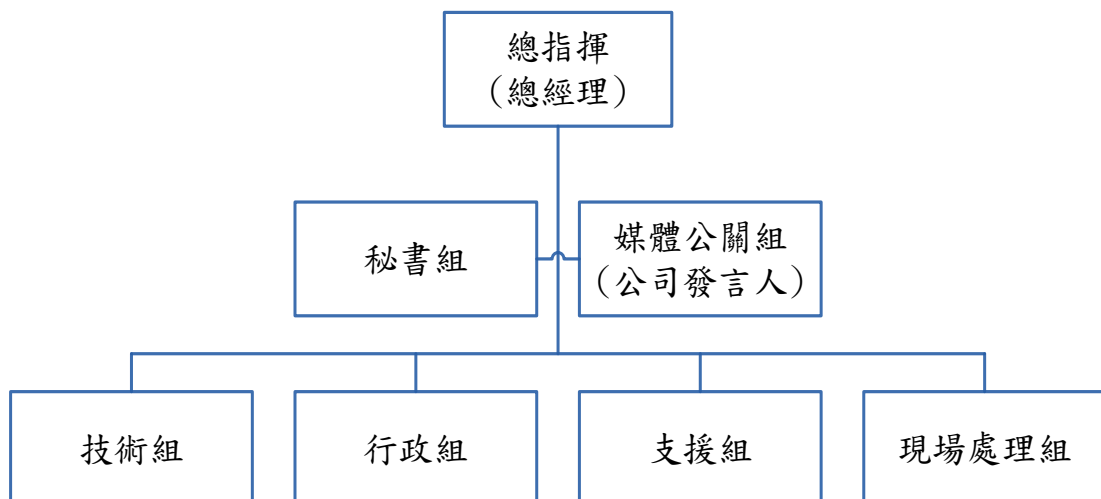 總指揮
（總經理）
秘書組
媒體公關組
（公司發言人）
技術組
行政組
支援組
現場處理組